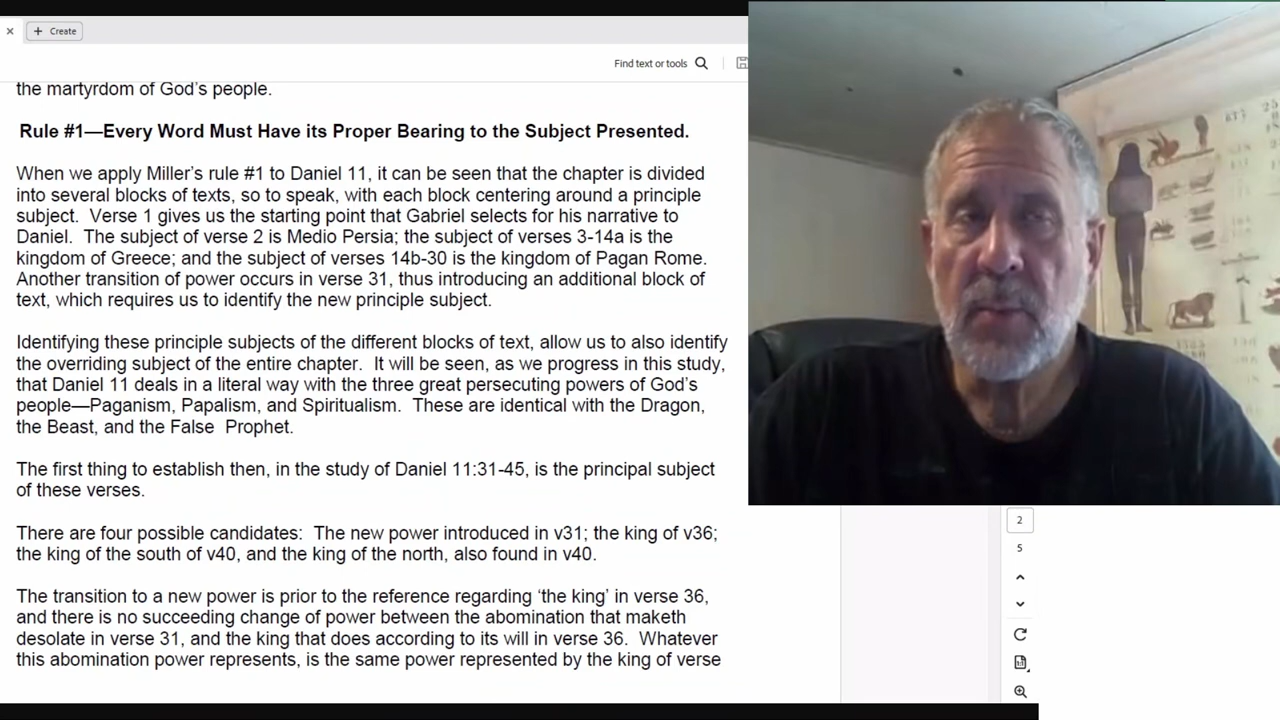 Create
Find text or tools
the martyrdom of God's people.
Rule #1—Every Word Must Have its Proper Bearing to the Subject Presented.
When we apply Miller's rule #1 to Daniel 11, it can be seen that the chapter is divided
into several blocks of texts, so to speak, with each block centering around a principle
subject.  Verse 1 gives us the starting point that Gabriel selects for his narrative to
Daniel.  The subject of verse 2 is Medio Persia; the subject of verses 3-14a is the
kingdom of Greece; and the subject of verses 14b-30 is the kingdom of Pagan Rome.
Another transition of power occurs in verse 31, thus introducing an additional block of
text, which requires us to identify the new principle subject.
Identifying these principle subjects of the different blocks of text, allow us to also identify
the overriding subject of the entire chapter.  It will be seen, as we progress in this study,
that Daniel 11 deals in a literal way with the three great persecuting powers of God's
people—Paganism, Papalism, and Spiritualism.  These are identical with the Dragon,
the Beast, and the False  Prophet.
The first thing to establish then, in the study of Daniel 11:31-45, is the principal subject
of these verses.
There are four possible candidates:  The new power introduced in v31; the king of v36;
the king of the south of v40, and the king of the north, also found in v40.
The transition to a new power is prior to the reference regarding 'the king' in verse 36,
and there is no succeeding change of power between the abomination that maketh
desolate in verse 31, and the king that does according to its will in verse 36.  Whatever
this abomination power represents, is the same power represented by the king of verse
2
5